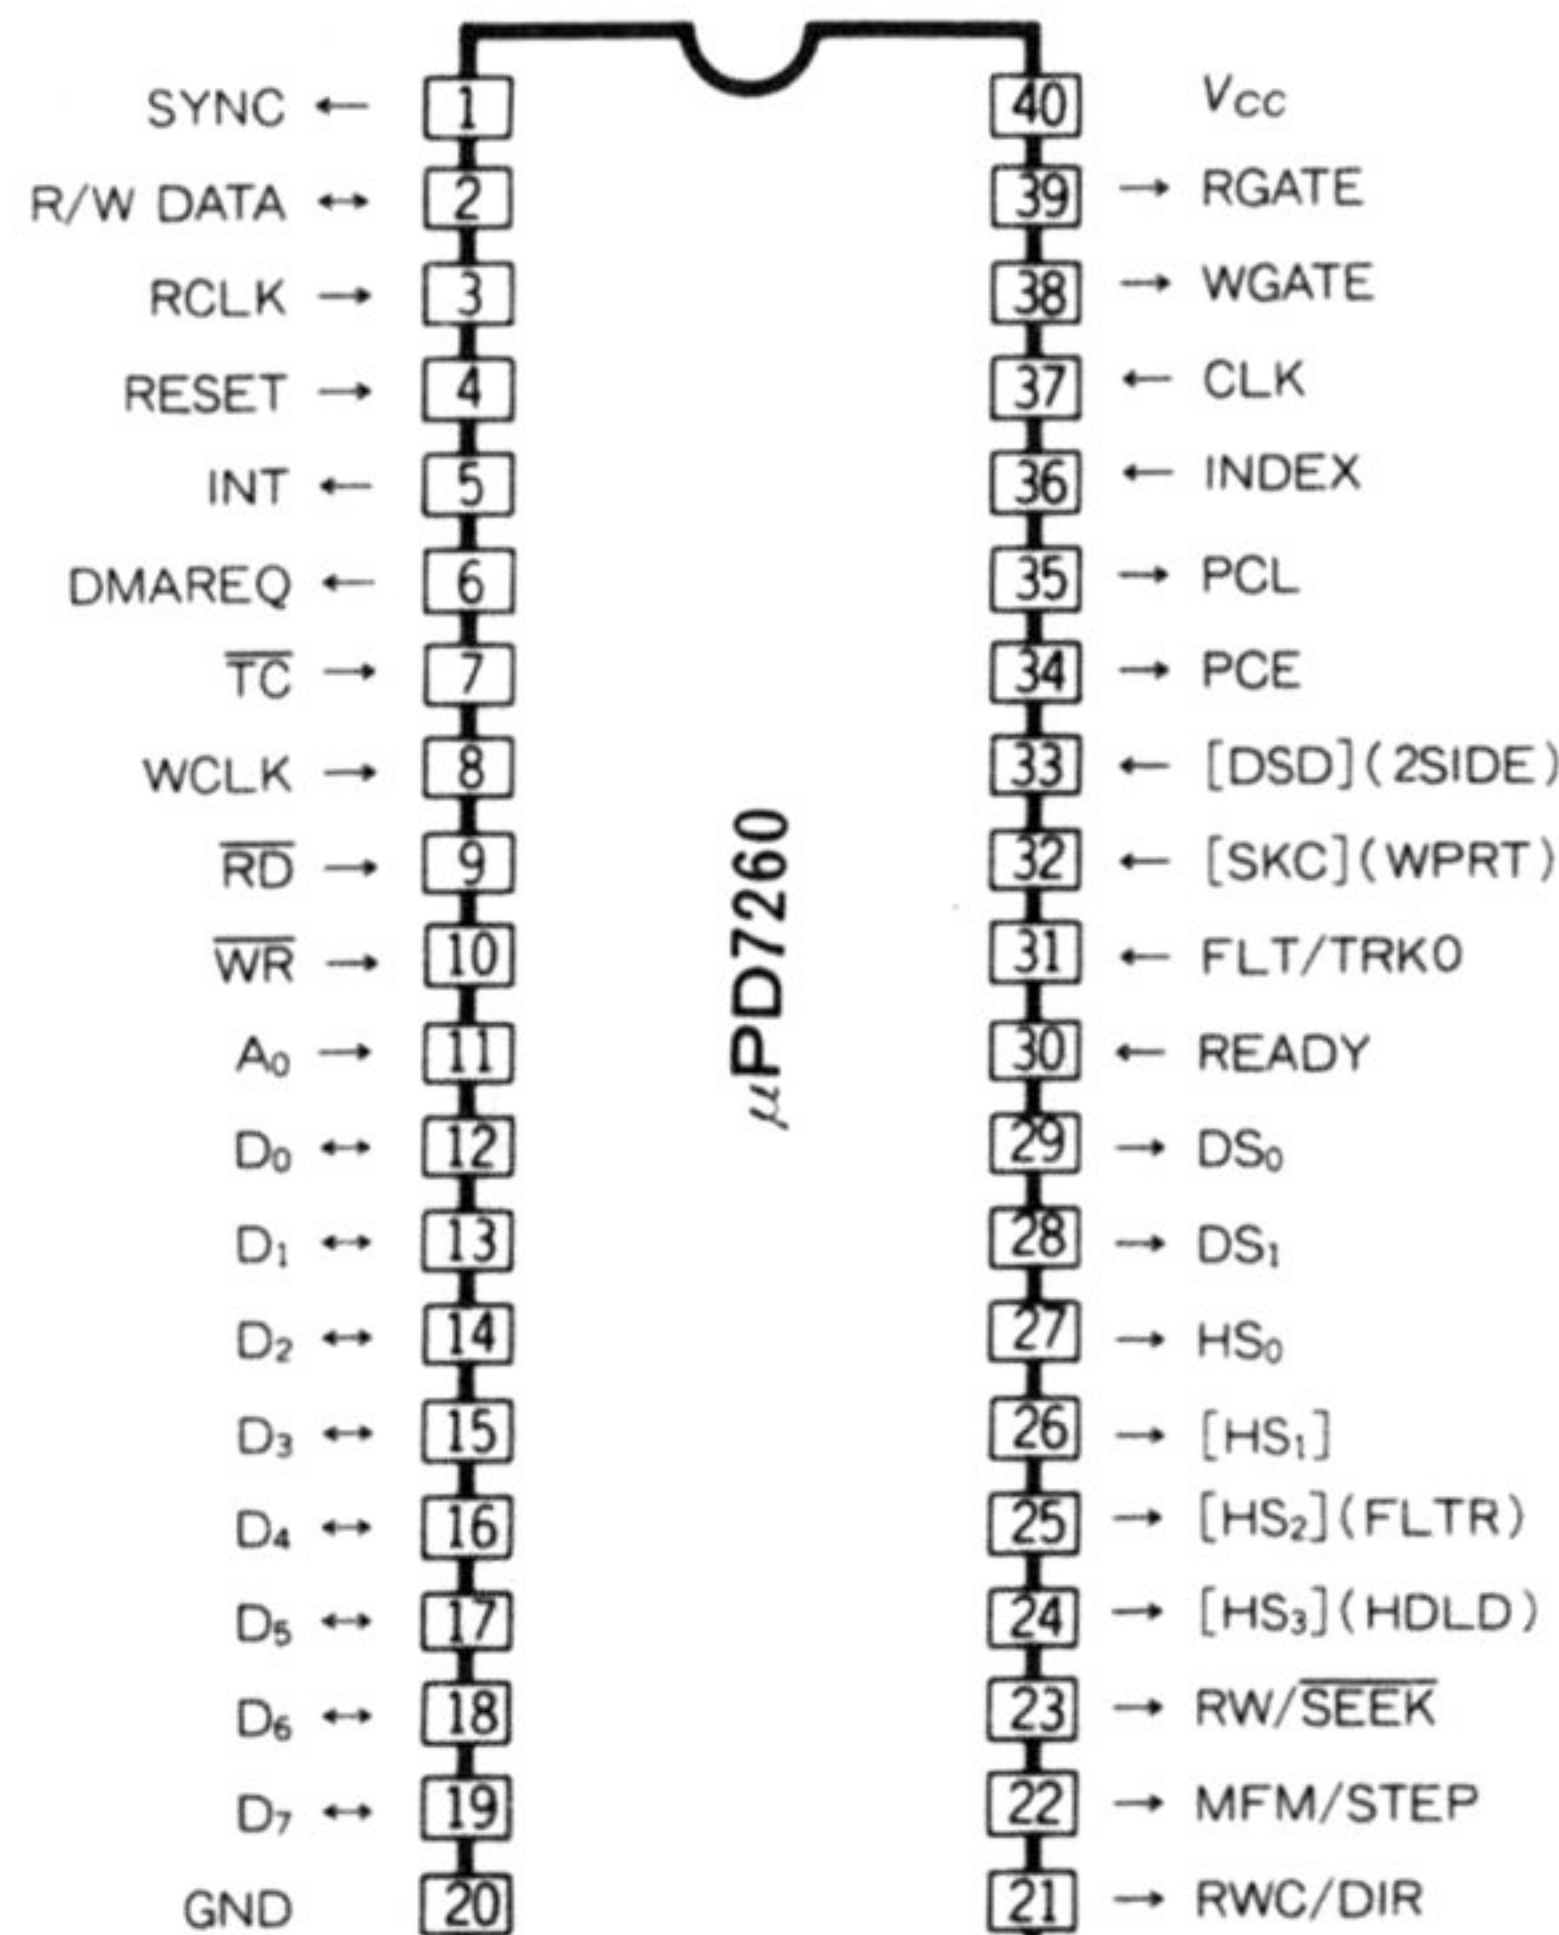 SYNC ← 1
R/W DATA ↔ 2
RCLK → 3
RESET → 4
INT ← 5
DMAREQ ← 6
T̅C̅ → 7
WCLK → 8
R̅D̅ → 9
W̅R̅ → 10
A₀ → 11
D₀ ↔ 12
D₁ ↔ 13
D₂ ↔ 14
D₃ ↔ 15
D₄ ↔ 16
D₅ ↔ 17
D₆ ↔ 18
D₇ ↔ 19
GND 20
μPD7260
40 Vcc
39 → RGATE
38 → WGATE
37 ← CLK
36 ← INDEX
35 → PCL
34 → PCE
33 ← [DSD](2SIDE)
32 ← [SKC](WPRT)
31 ← FLT/TRK0
30 ← READY
29 → DS₀
28 → DS₁
27 → HS₀
26 → [HS₁]
25 → [HS₂](FLTR)
24 → [HS₃](HDLD)
23 → RW/S̅E̅E̅K̅
22 → MFM/STEP
21 → RWC/DIR